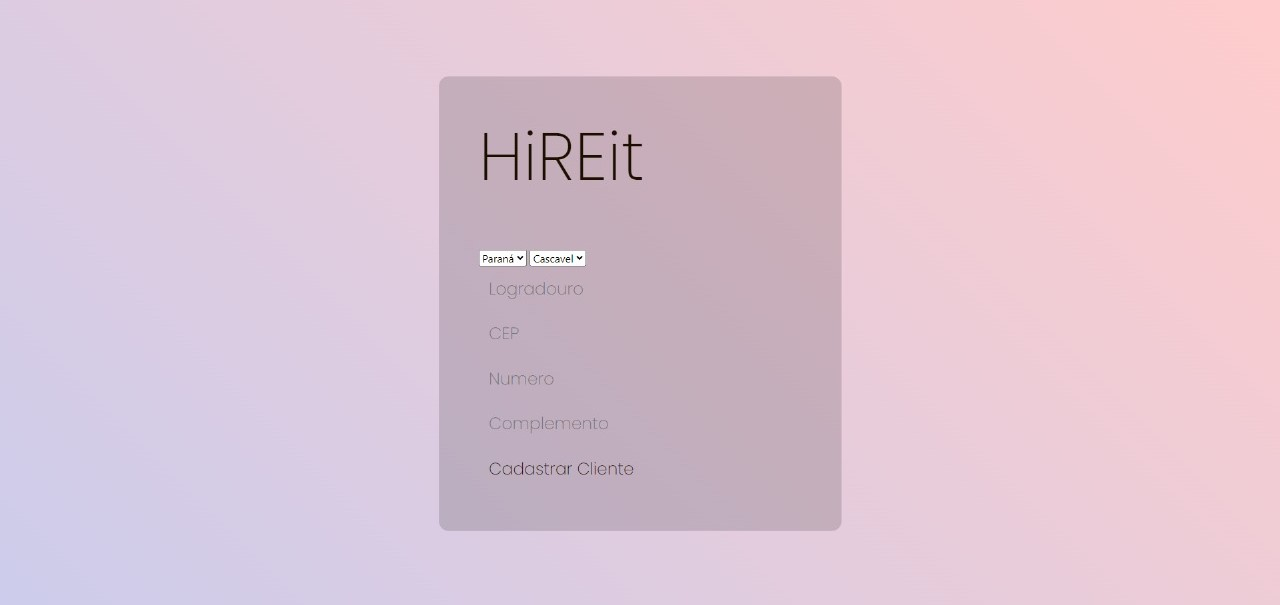 HiREit
Paraná Cascavel
Logradouro
CEP
Numero
Complemento
Cadastrar Cliente